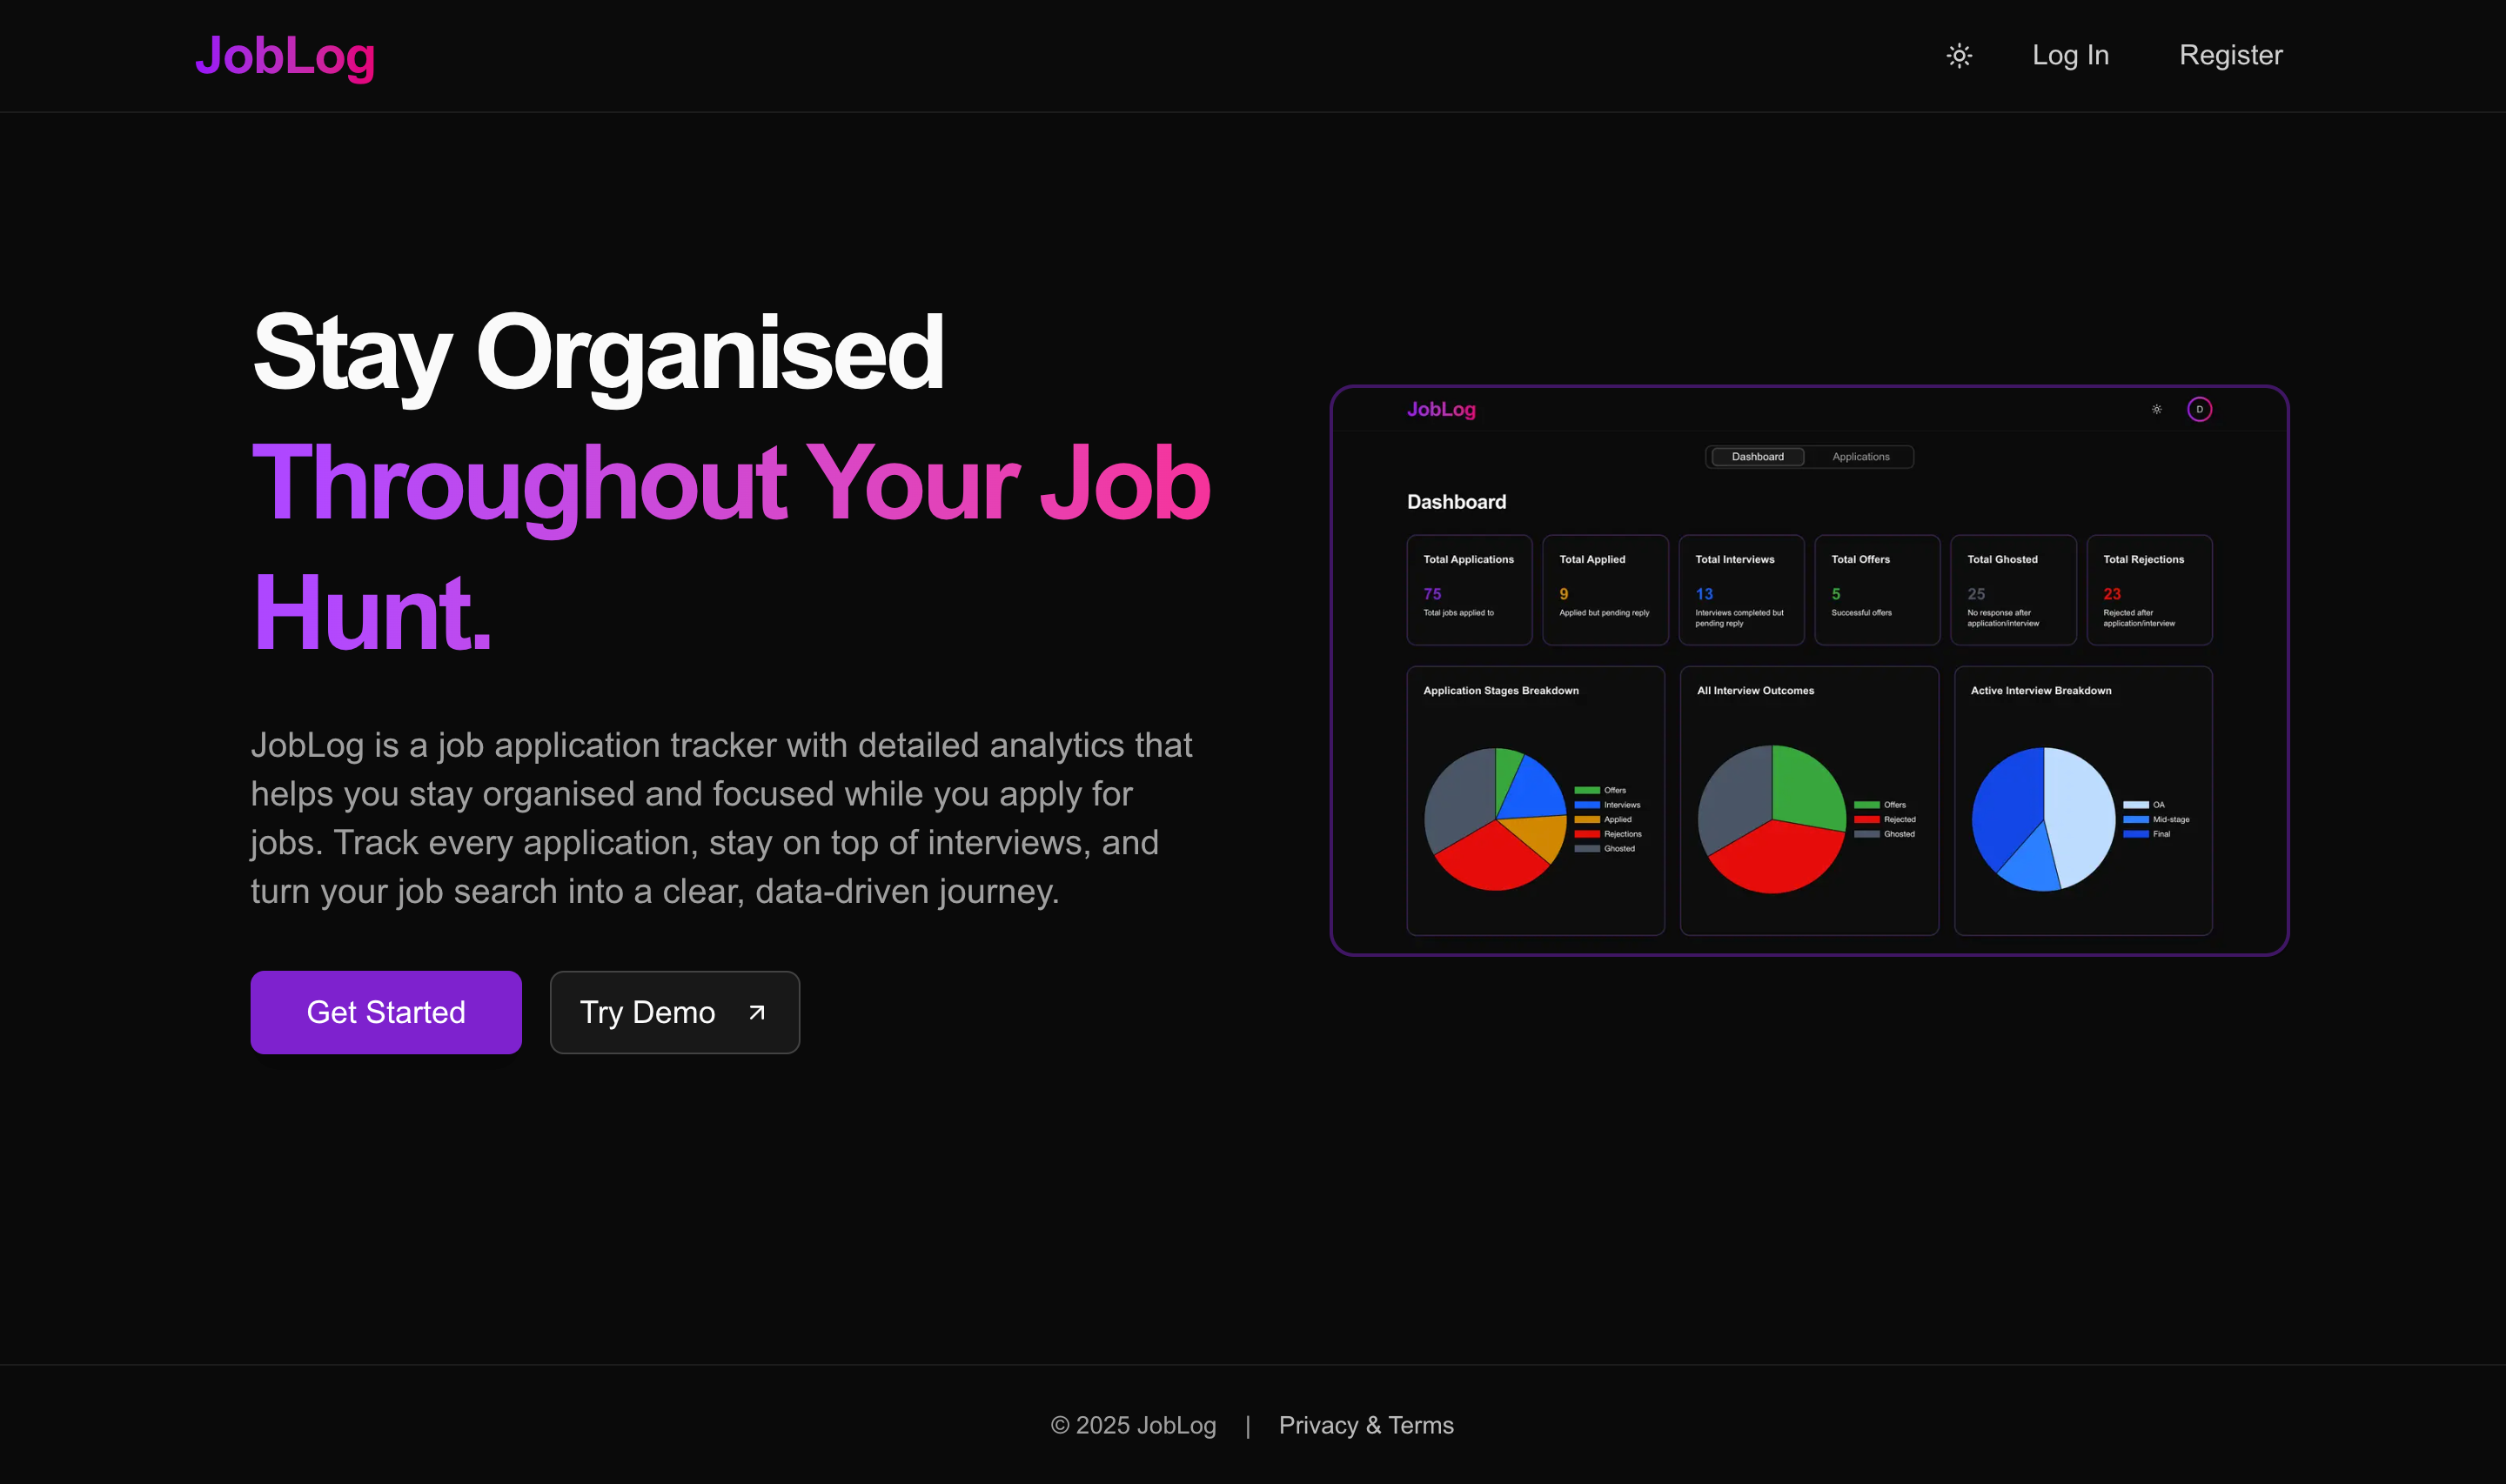 JobLog
Log In
Register
Stay Organised
Throughout Your Job
Hunt.
JobLog is a job application tracker with detailed analytics that
helps you stay organised and focused while you apply for
jobs. Track every application, stay on top of interviews, and
turn your job search into a clear, data-driven journey.
Get Started
Try Demo
JobLog
D
Dashboard
Applications
Dashboard
Total Applications
75
Total jobs applied to
Total Applied
9
Applied but pending reply
Total Interviews
13
Interviews completed but
pending reply
Total Offers
5
Successful offers
Total Ghosted
25
No response after
application/interview
Total Rejections
23
Rejected after
application/interview
Application Stages Breakdown
Offers
Interviews
Applied
Rejections
Ghosted
All Interview Outcomes
Offers
Rejected
Ghosted
Active Interview Breakdown
OA
Mid-stage
Final
© 2025 JobLog | Privacy & Terms